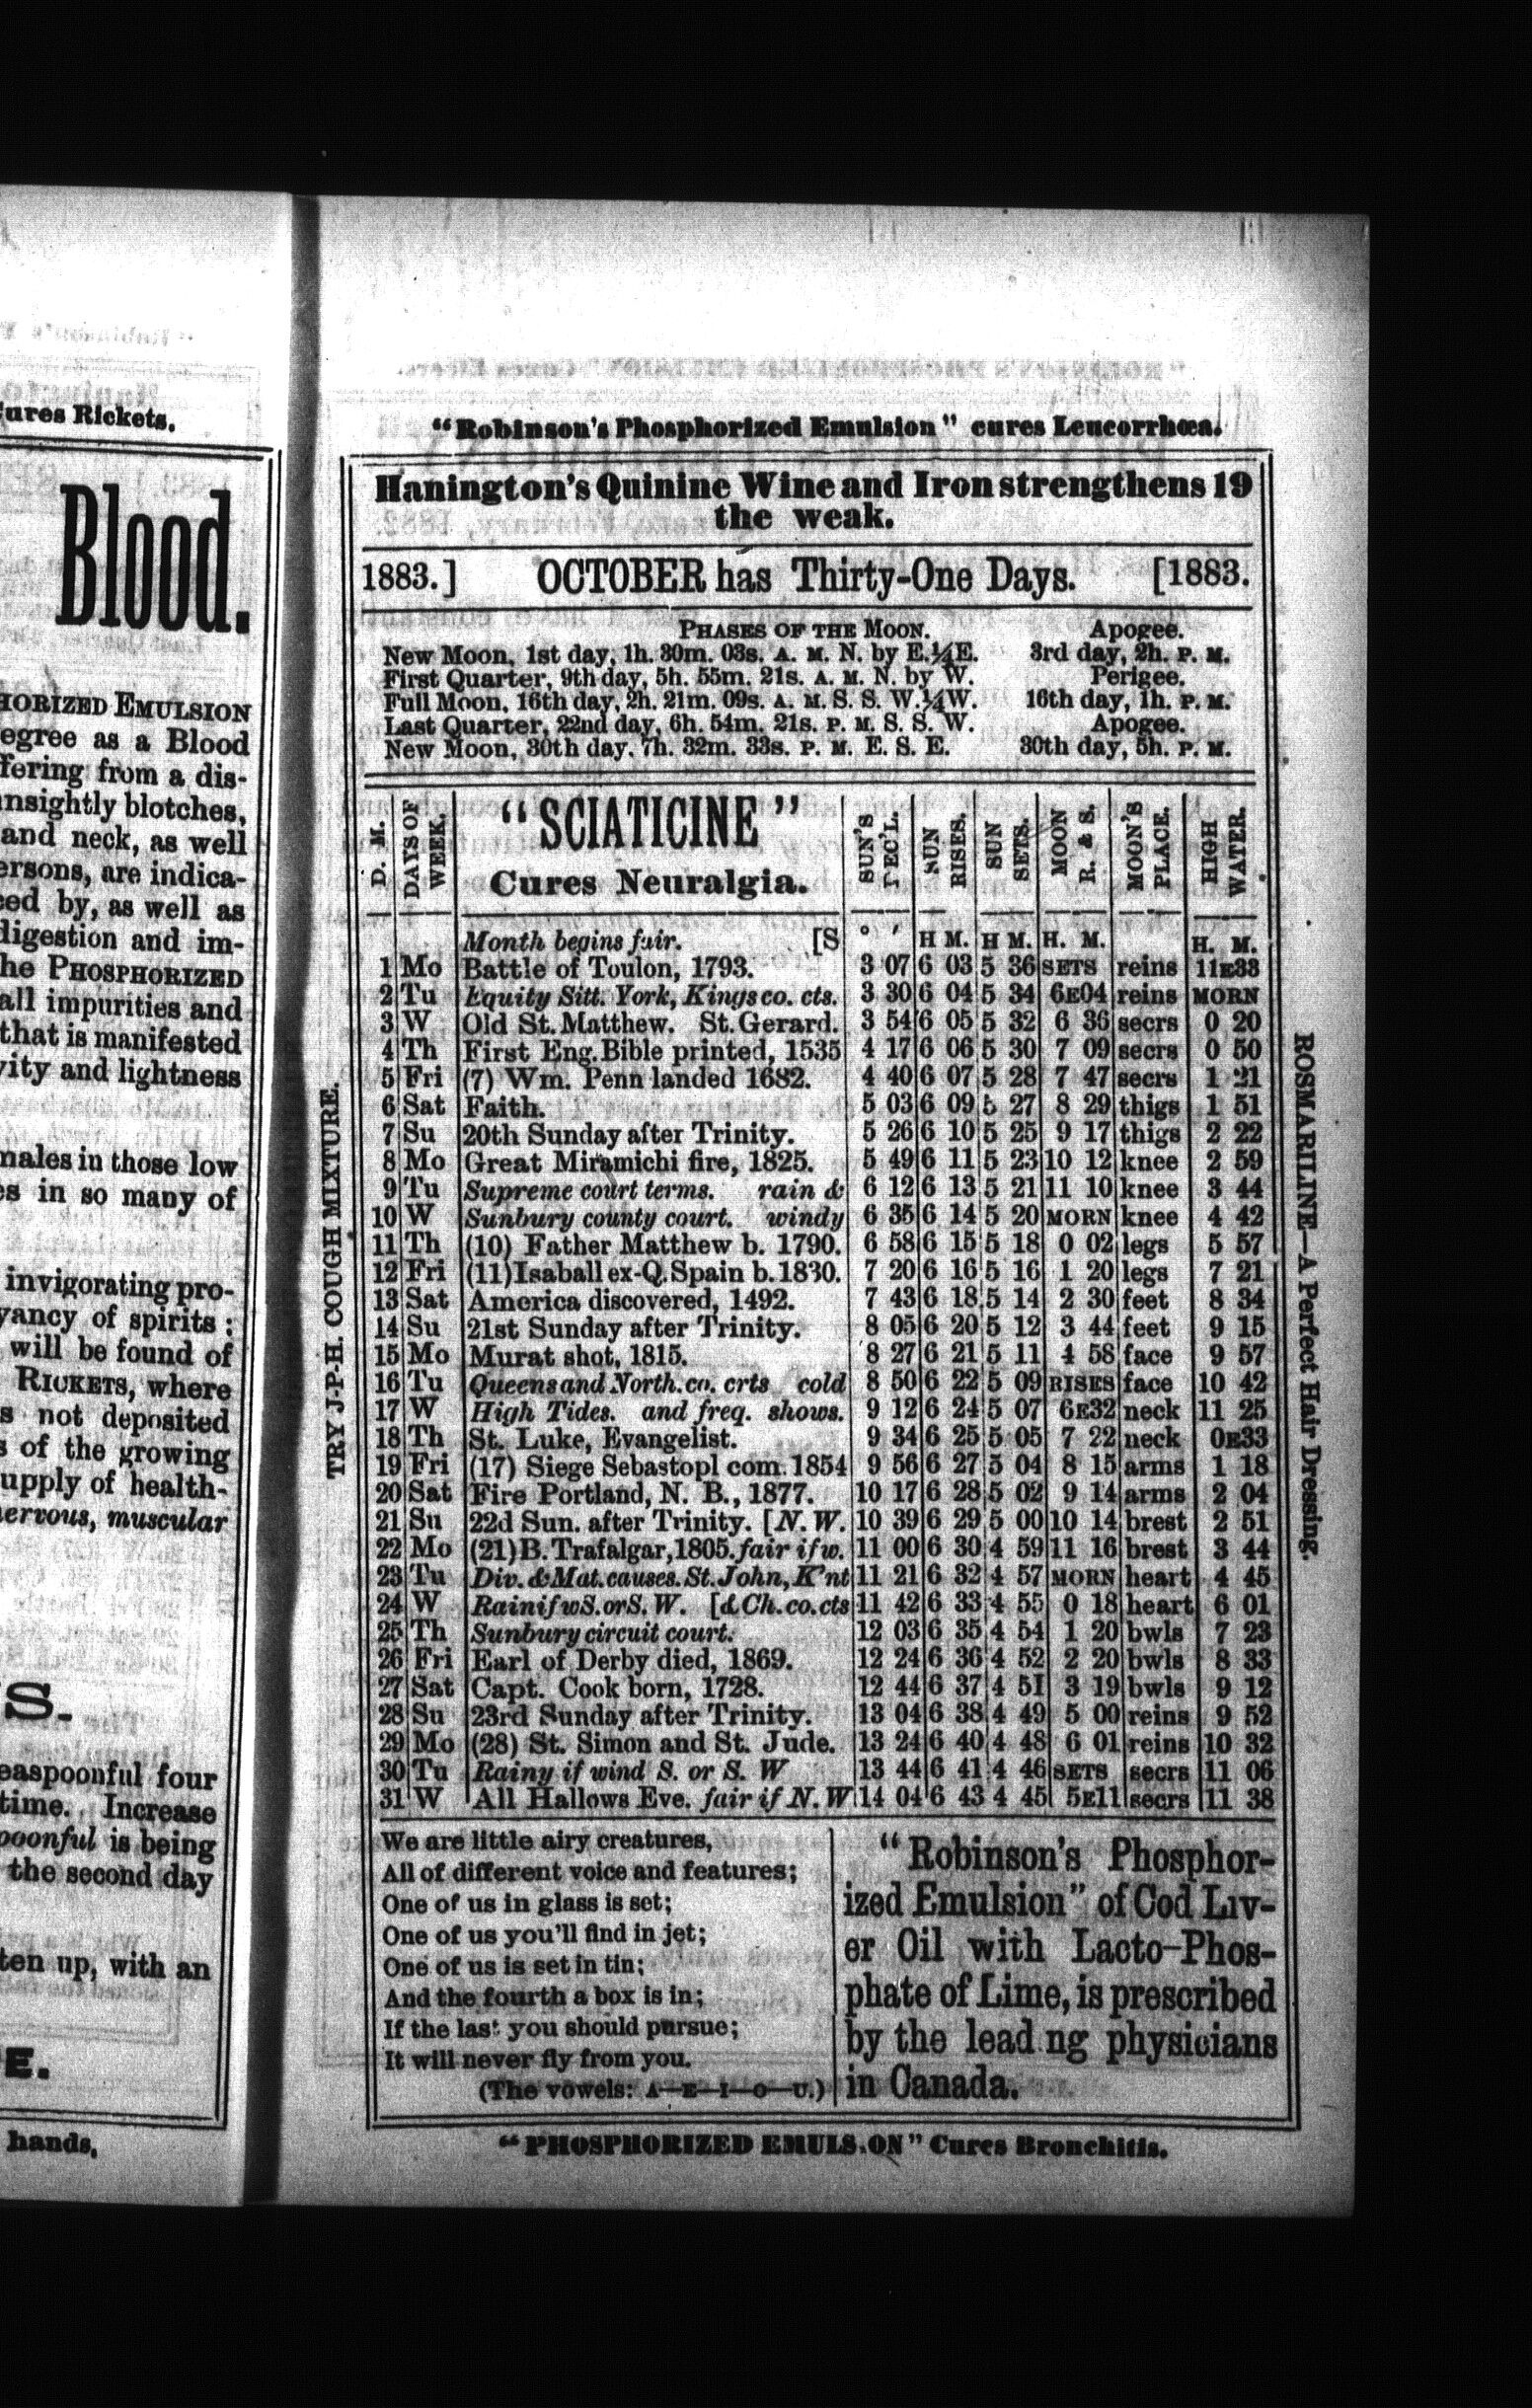 ures Rickets.
Blood.
HORIZED EMULSION
egree as a Blood
fering from a dis-
nsightly blotches,
and neck, as well
ersons, are indica-
ced by, as well as
digestion and im-
he PHOSPHORIZED
all impurities and
that is manifested
vity and lightness
males in those low
es in so many of
invigorating pro-
yancy of spirits :
will be found of
RICKETS, where
s not deposited
s of the growing
upply of health-
nervous, muscular
S.
easpoonful four
time. Increase
poonful is being
the second day
ten up, with an
E.
hands,
"Robinson's Phosphorized Emulsion" cures Leucorrhœa.
Hanington's Quinine Wine and Iron strengthens 19
the weak.
1883.] OCTOBER has Thirty-One Days. [1883.
PHASES OF THE MOON. Apogee.
New Moon, 1st day, 1h. 30m. 03s. A. M. N. by E.¼E. 3rd day, 2h. P. M.
First Quarter, 9th day, 5h. 55m. 21s. A. M. N. by W. Perigee.
Full Moon, 16th day, 2h. 21m. 09s. A. M. S. S. W.¼W. 16th day, 1h. P. M.
Last Quarter, 22nd day, 6h. 54m. 21s. P. M. S. S. W. Apogee.
New Moon, 30th day. 7h. 32m. 33s. P. M. E. S. E. 30th day, 5h. P. M.
D. M. DAYS OF WEEK. "SCIATICINE" Cures Neuralgia. SUN'S DEC'L. SUN RISES. SUN SETS. MOON R. & S. MOON'S PLACE. HIGH WATER.
Month begins fair. [S ° ′ H M. H M. H. M. H. M.
1 Mo Battle of Toulon, 1793. 3 07 6 03 5 36 SETS reins 11E33
2 Tu Equity Sitt. York, Kings co. cts. 3 30 6 04 5 34 6E04 reins MORN
3 W Old St. Matthew. St. Gerard. 3 54 6 05 5 32 6 36 secrs 0 20
4 Th First Eng. Bible printed, 1535 4 17 6 06 5 30 7 09 secrs 0 50
5 Fri (7) Wm. Penn landed 1682. 4 40 6 07 5 28 7 47 secrs 1 21
6 Sat Faith. 5 03 6 09 5 27 8 29 thigs 1 51
7 Su 20th Sunday after Trinity. 5 26 6 10 5 25 9 17 thigs 2 22
8 Mo Great Miramichi fire, 1825. 5 49 6 11 5 23 10 12 knee 2 59
9 Tu Supreme court terms. rain & 6 12 6 13 5 21 11 10 knee 3 44
10 W Sunbury county court. windy 6 35 6 14 5 20 MORN knee 4 42
11 Th (10) Father Matthew b. 1790. 6 58 6 15 5 18 0 02 legs 5 57
12 Fri (11) Isaball ex-Q. Spain b. 1830. 7 20 6 16 5 16 1 20 legs 7 21
13 Sat America discovered, 1492. 7 43 6 18 5 14 2 30 feet 8 34
14 Su 21st Sunday after Trinity. 8 05 6 20 5 12 3 44 feet 9 15
15 Mo Murat shot, 1815. 8 27 6 21 5 11 4 58 face 9 57
16 Tu Queens and North. co. crts cold 8 50 6 22 5 09 RISES face 10 42
17 W High Tides. and freq. shows. 9 12 6 24 5 07 6E32 neck 11 25
18 Th St. Luke, Evangelist. 9 34 6 25 5 05 7 22 neck 0E33
19 Fri (17) Siege Sebastopl com. 1854 9 56 6 27 5 04 8 15 arms 1 18
20 Sat Fire Portland, N. B., 1877. 10 17 6 28 5 02 9 14 arms 2 04
21 Su 22d Sun. after Trinity. [N. W. 10 39 6 29 5 00 10 14 brest 2 51
22 Mo (21) B. Trafalgar, 1805. fair if w. 11 00 6 30 4 59 11 16 brest 3 44
23 Tu Div. & Mat. causes. St. John, K'nt 11 21 6 32 4 57 MORN heart 4 45
24 W Rain if w S. or S. W. [& Ch. co. cts 11 42 6 33 4 55 0 18 heart 6 01
25 Th Sunbury circuit court. 12 03 6 35 4 54 1 20 bwls 7 23
26 Fri Earl of Derby died, 1869. 12 24 6 36 4 52 2 20 bwls 8 33
27 Sat Capt. Cook born, 1728. 12 44 6 37 4 51 3 19 bwls 9 12
28 Su 23rd Sunday after Trinity. 13 04 6 38 4 49 5 00 reins 9 52
29 Mo (28) St. Simon and St. Jude. 13 24 6 40 4 48 6 01 reins 10 32
30 Tu Rainy if wind S. or S. W 13 44 6 41 4 46 SETS secrs 11 06
31 W All Hallows Eve. fair if N. W 14 04 6 43 4 45 5E11 secrs 11 38
We are little airy creatures,
All of different voice and features;
One of us in glass is set;
One of us you'll find in jet;
One of us is set in tin;
And the fourth a box is in;
If the last you should pursue;
It will never fly from you.
(The vowels: A—E—I—O—U.)
"Robinson's Phosphor-
ized Emulsion" of Cod Liv-
er Oil with Lacto-Phos-
phate of Lime, is prescribed
by the lead ng physicians
in Canada.
"PHOSPHORIZED EMULS.ON" Cures Bronchitis.
TRY J-P-H. COUGH MIXTURE.
ROSMARILINE—A Perfect Hair Dressing.